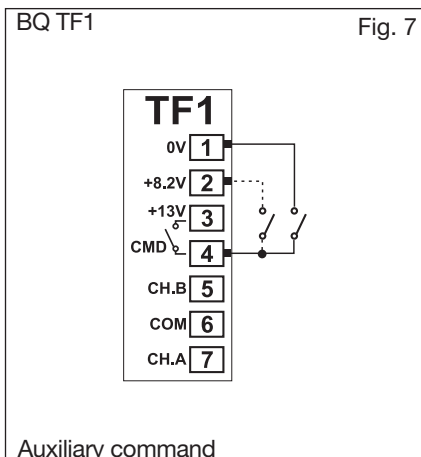 BQ TF1
Fig. 7
TF1
0V 1
+8.2V 2
+13V 3
CMD 4
CH.B 5
COM 6
CH.A 7
Auxiliary command